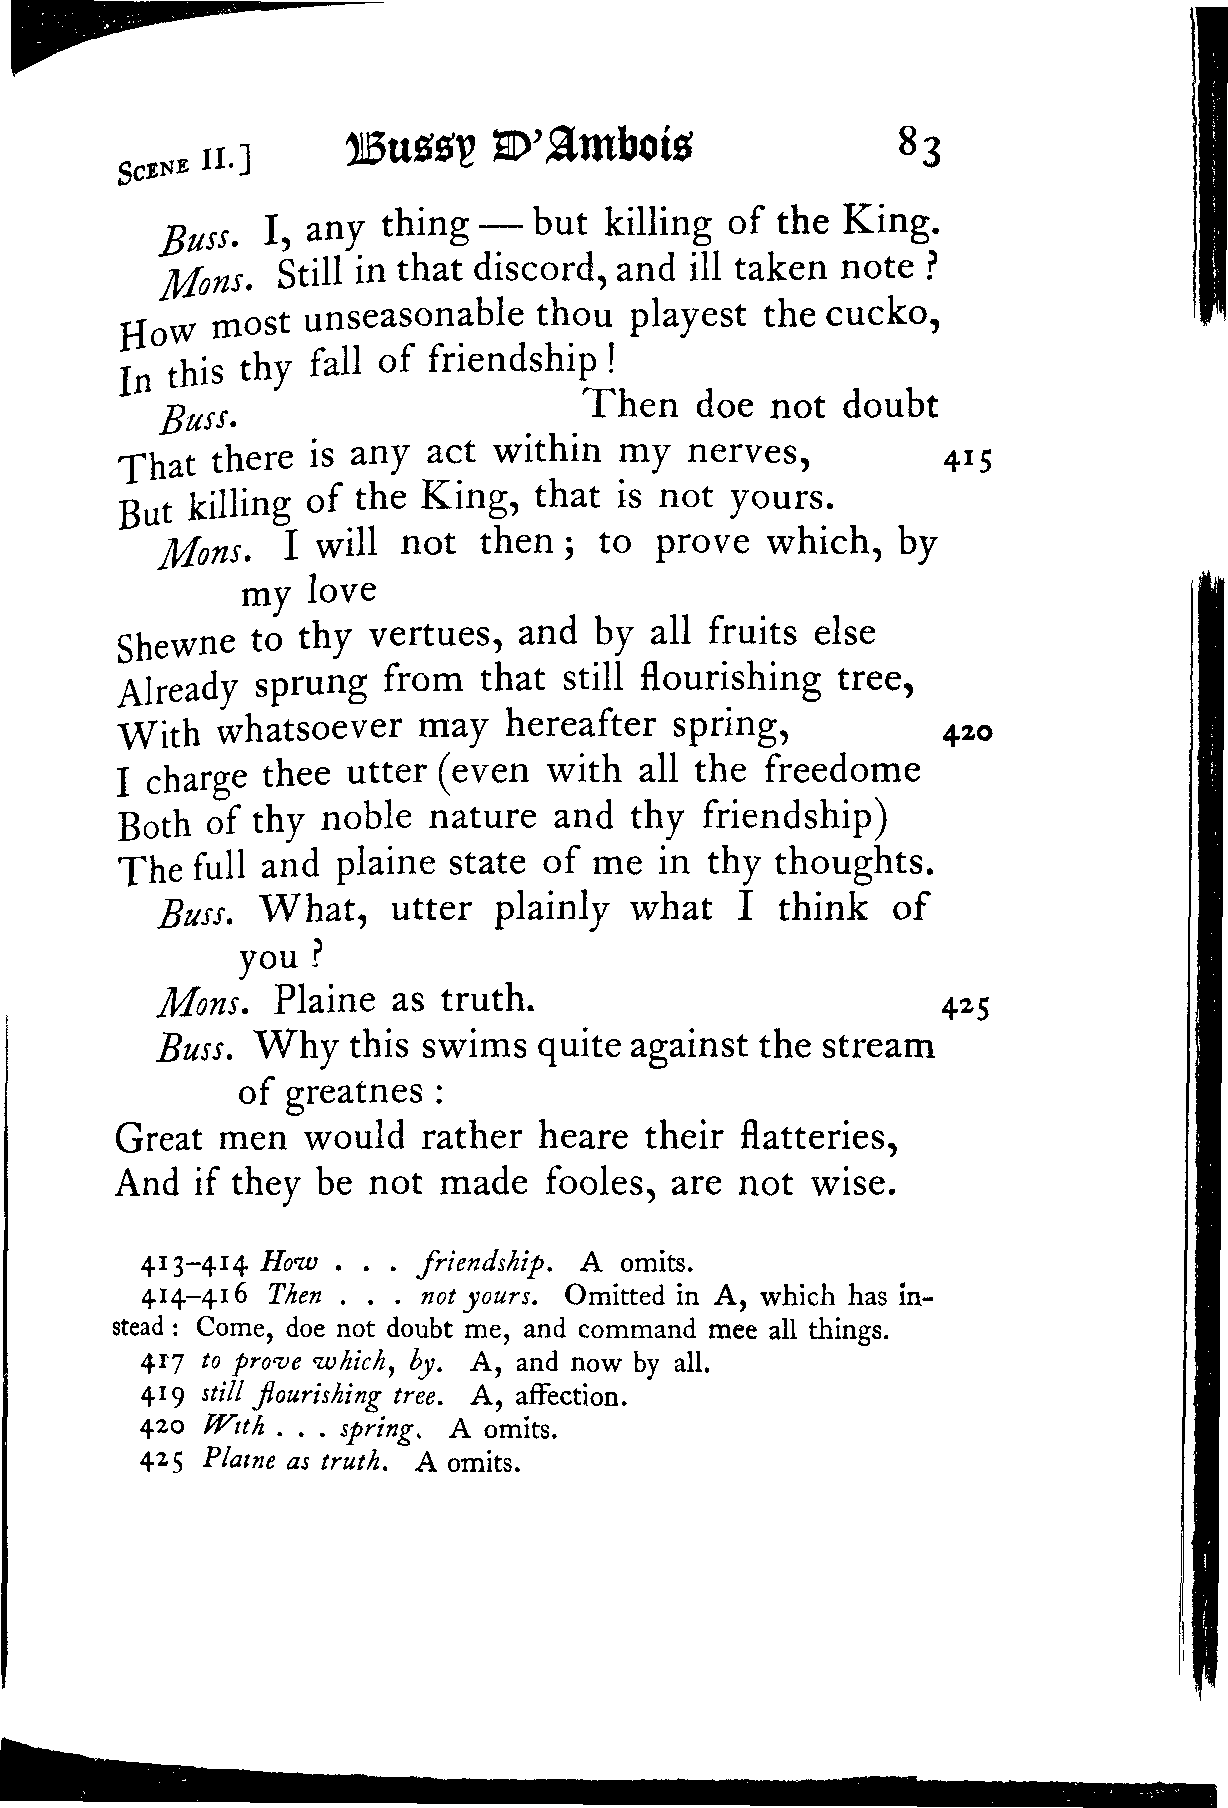 SCENE II.] Bussy D'Ambois 83
Buss. I, any thing — but killing of the King.
Mons. Still in that discord, and ill taken note ?
How most unseasonable thou playest the cucko,
In this thy fall of friendship !
Buss. Then doe not doubt
That there is any act within my nerves, 415
But killing of the King, that is not yours.
Mons. I will not then ; to prove which, by
my love
Shewne to thy vertues, and by all fruits else
Already sprung from that still flourishing tree,
With whatsoever may hereafter spring, 420
I charge thee utter (even with all the freedome
Both of thy noble nature and thy friendship)
The full and plaine state of me in thy thoughts.
Buss. What, utter plainly what I think of
you ?
Mons. Plaine as truth. 425
Buss. Why this swims quite against the stream
of greatnes :
Great men would rather heare their flatteries,
And if they be not made fooles, are not wise.
413–414 How . . . friendship. A omits.
414–416 Then . . . not yours. Omitted in A, which has in-
stead : Come, doe not doubt me, and command mee all things.
417 to prove which, by. A, and now by all.
419 still flourishing tree. A, affection.
420 With . . . spring. A omits.
425 Plaine as truth. A omits.